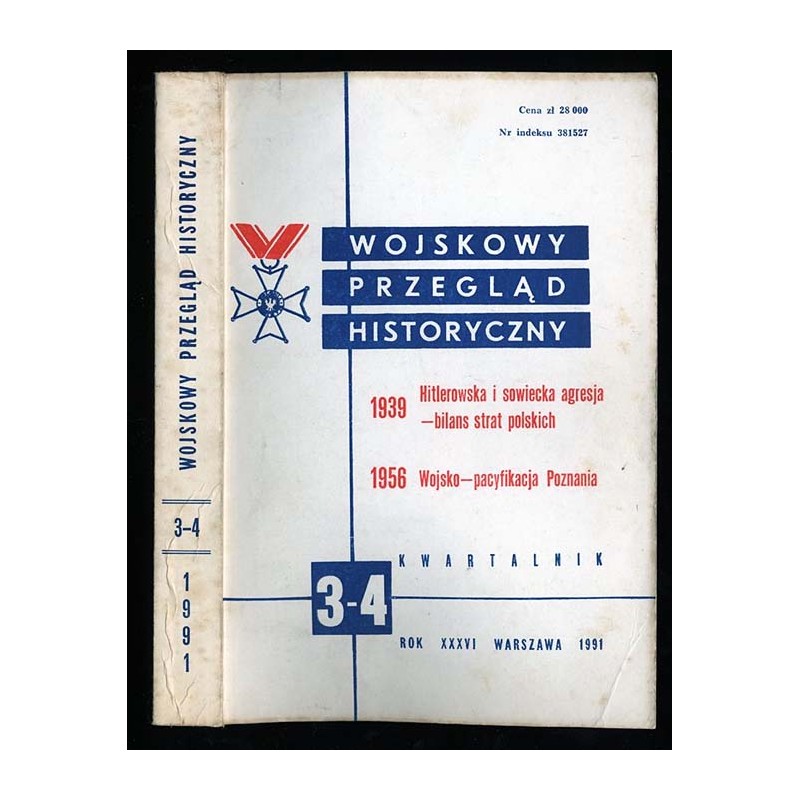 WOJSKOWY PRZEGLĄD HISTORYCZNY
3-4
1991
Cena zł 28 000
Nr indeksu 381527
WOJSKOWY
PRZEGLĄD
HISTORYCZNY
1939 Hitlerowska i sowiecka agresja
—bilans strat polskich
1956 Wojsko—pacyfikacja Poznania
KWARTALNIK
3-4
ROK XXXVI WARSZAWA 1991